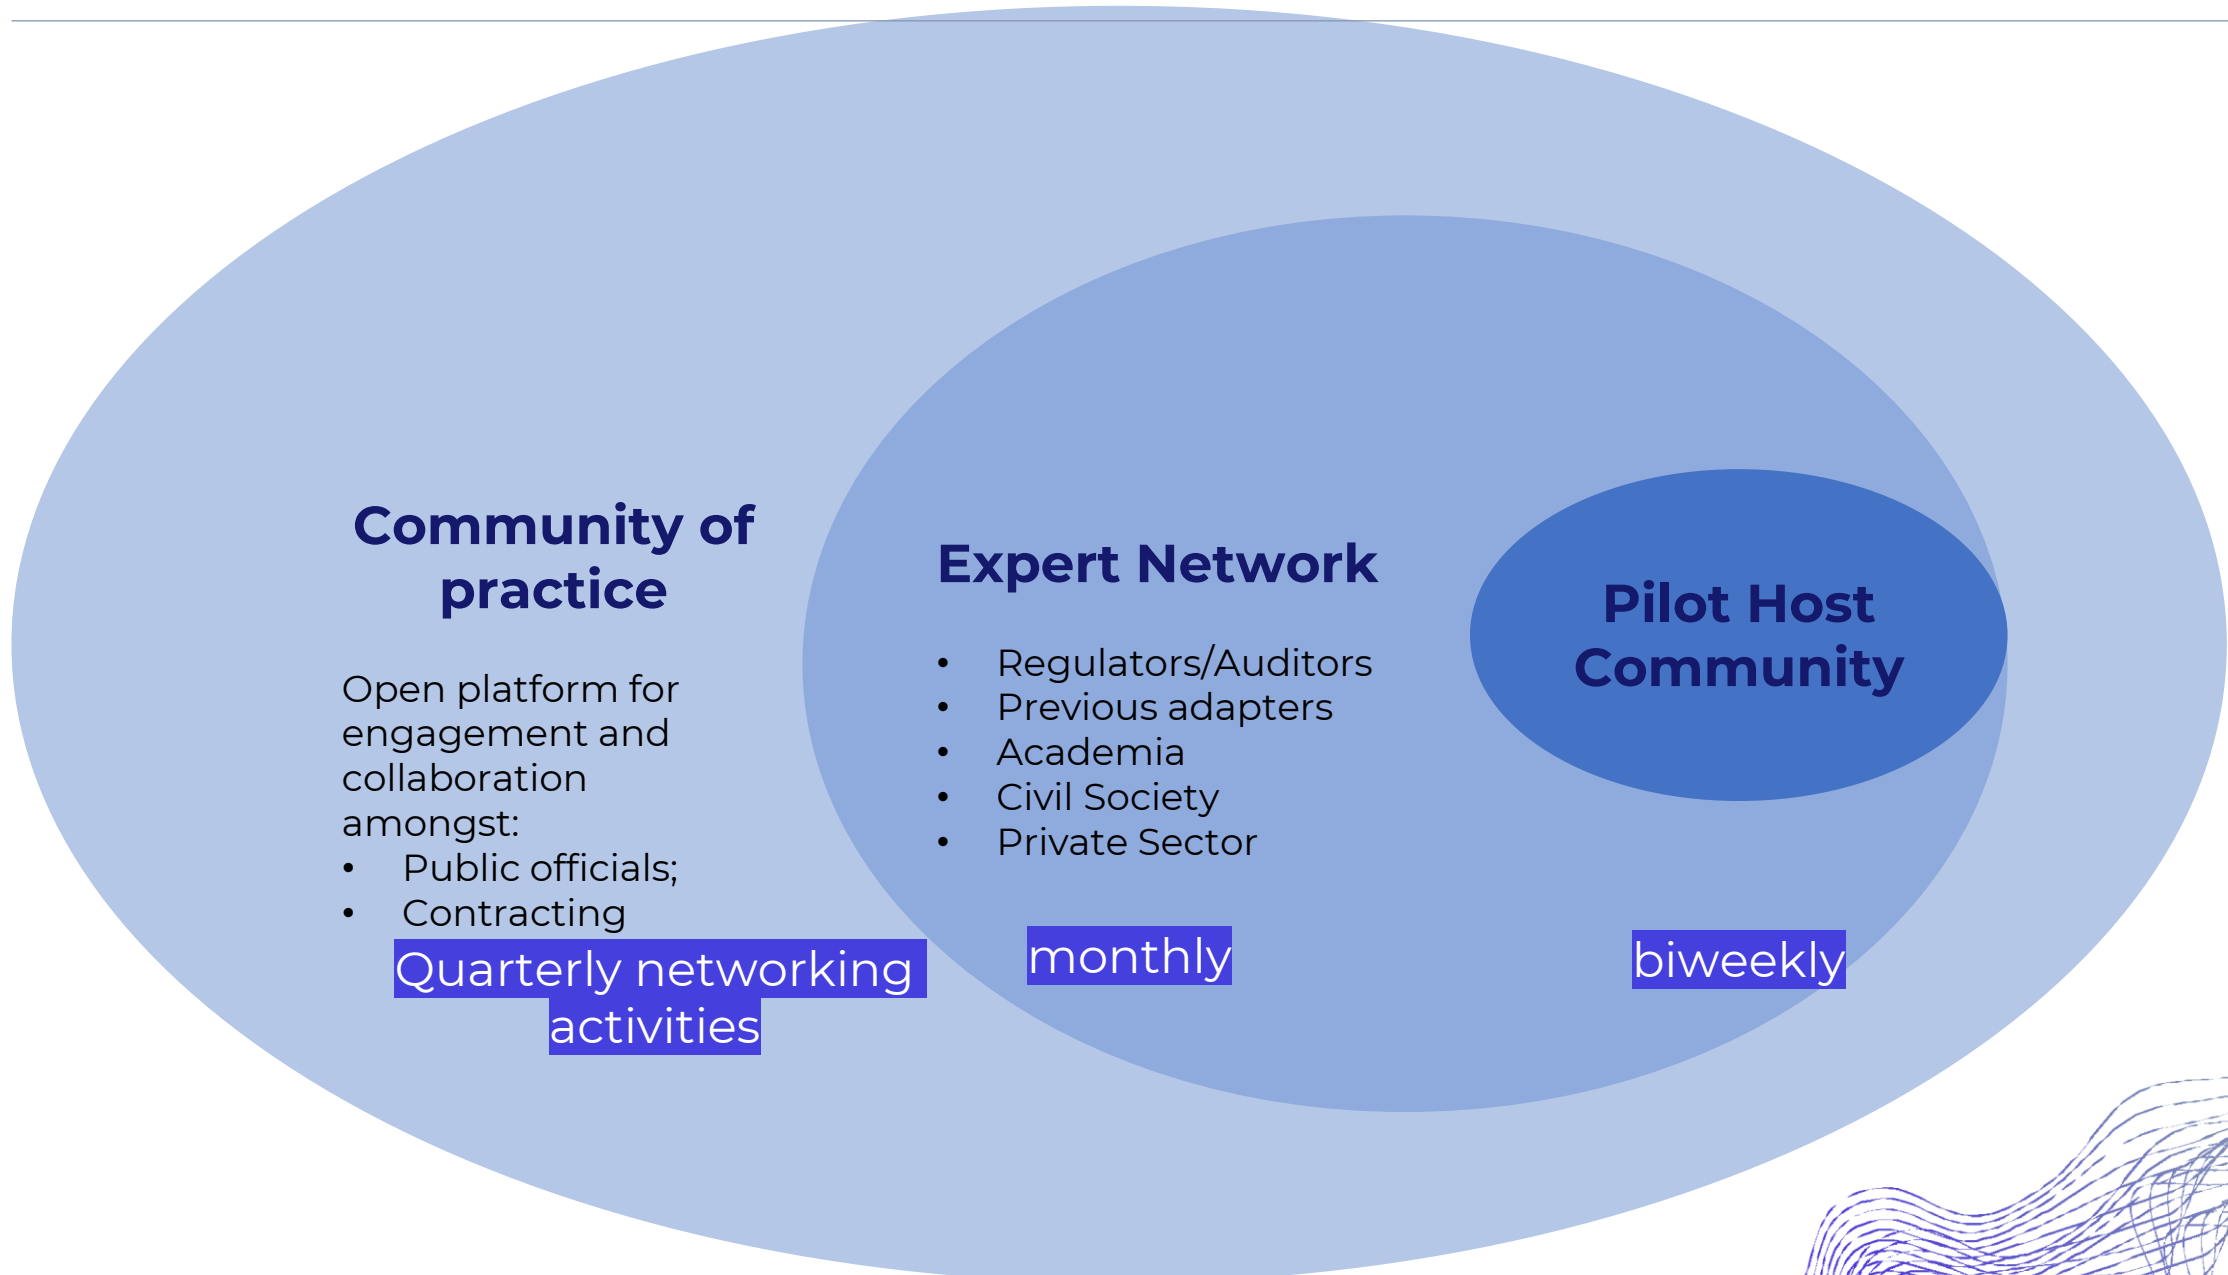 Community of
practice
Open platform for
engagement and
collaboration
amongst:
• Public officials;
• Contracting
Quarterly networking
activities
Expert Network
• Regulators/Auditors
• Previous adapters
• Academia
• Civil Society
• Private Sector
monthly
Pilot Host
Community
biweekly